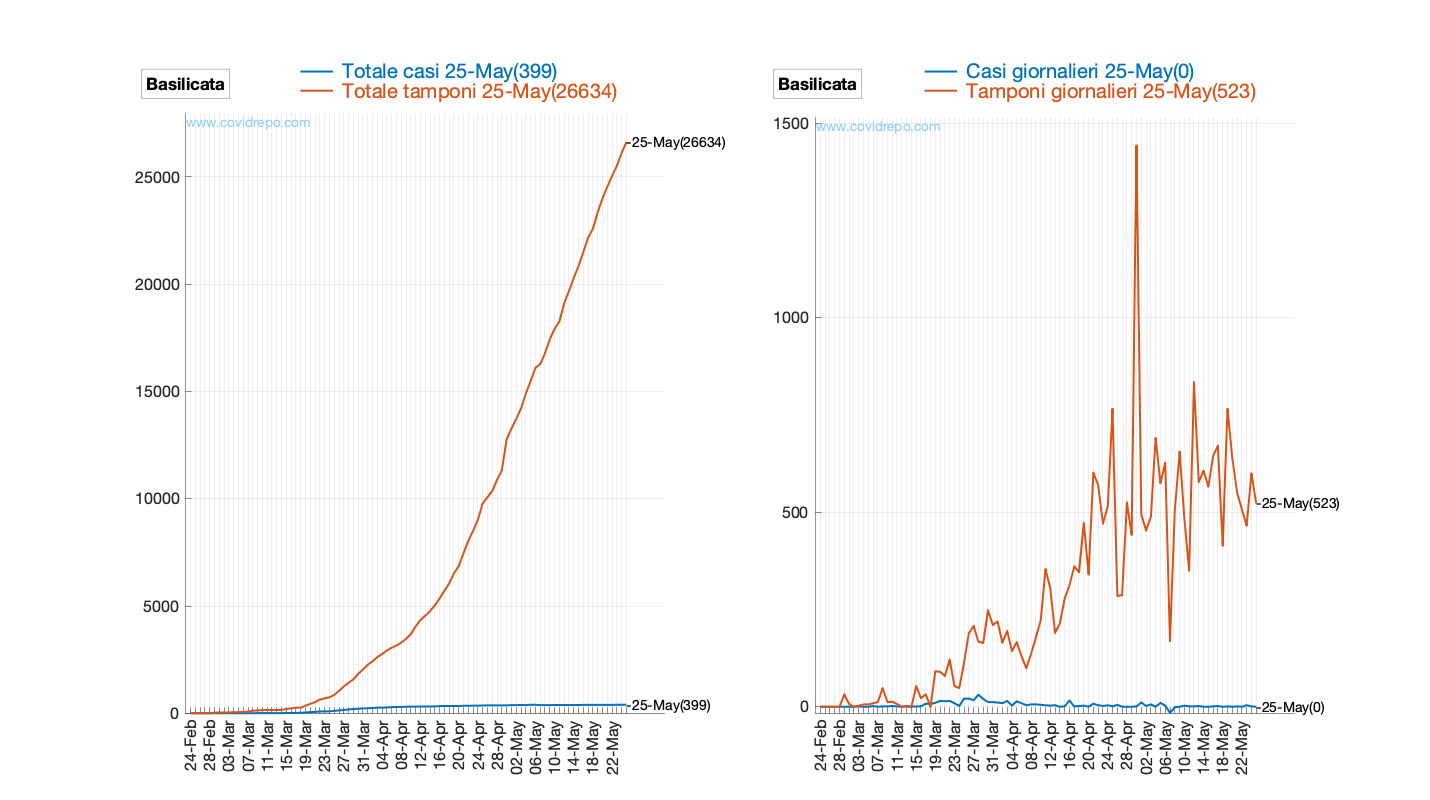 Basilicata
Totale casi 25-May(399)
Totale tamponi 25-May(26634)
www.covidrepo.com
25-May(26634)
25000
20000
15000
10000
5000
0
25-May(399)
24-Feb
28-Feb
03-Mar
07-Mar
11-Mar
15-Mar
19-Mar
23-Mar
27-Mar
31-Mar
04-Apr
08-Apr
12-Apr
16-Apr
20-Apr
24-Apr
28-Apr
02-May
06-May
10-May
14-May
18-May
22-May
Basilicata
Casi giornalieri 25-May(0)
Tamponi giornalieri 25-May(523)
1500
www.covidrepo.com
1000
500
25-May(523)
0
25-May(0)
24-Feb
28-Feb
03-Mar
07-Mar
11-Mar
15-Mar
19-Mar
23-Mar
27-Mar
31-Mar
04-Apr
08-Apr
12-Apr
16-Apr
20-Apr
24-Apr
28-Apr
02-May
06-May
10-May
14-May
18-May
22-May